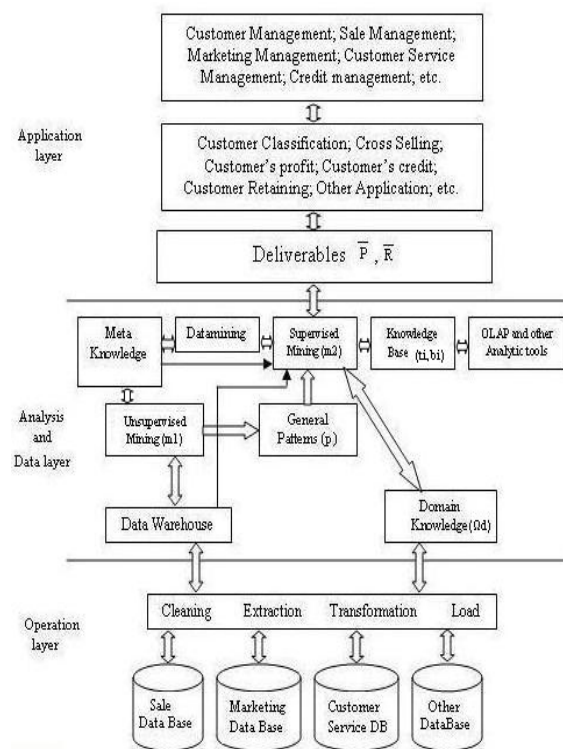 Customer Management; Sale Management;
Marketing Management; Customer Service
Management; Credit management; etc.
Application
layer
Customer Classification; Cross Selling;
Customer's profit; Customer's credit;
Customer Retaining; Other Application; etc.
Deliverables P̅ , R̅
Meta
Knowledge
Datamining
Supervised
Mining (m2)
Knowledge
Base (ti, bi)
OLAP and other
Analytic tools
Analysis
and
Data layer
Unsupervised
Mining (m1)
General
Patterns (p)
Data Warehouse
Domain
Knowledge (Ωd)
Operation
layer
Cleaning Extraction Transformation Load
Sale
Data Base
Marketing
Data Base
Customer
Service DB
Other
DataBase